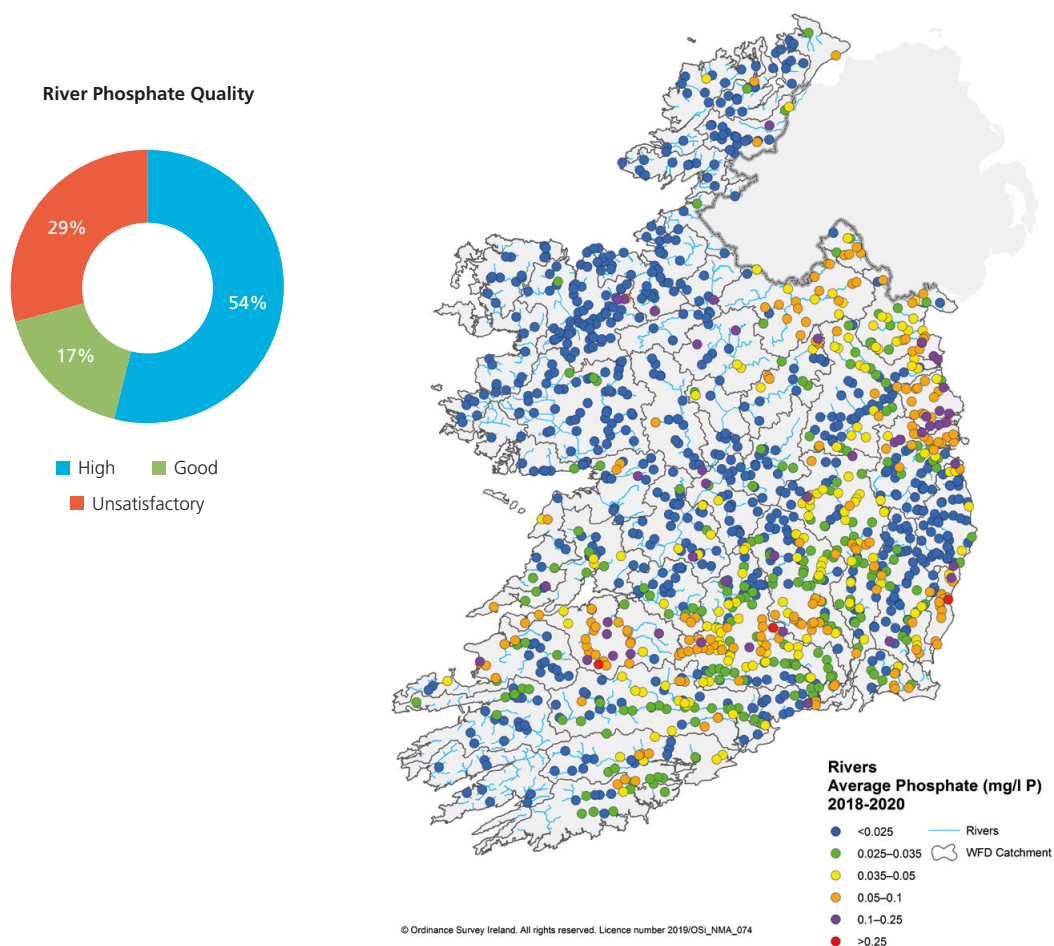 River Phosphate Quality
29%
54%
17%
High
Good
Unsatisfactory
Rivers
Average Phosphate (mg/l P)
2018-2020
<0.025
Rivers
0.025–0.035
WFD Catchment
0.035–0.05
0.05–0.1
0.1–0.25
>0.25
© Ordinance Survey Ireland. All rights reserved. Licence number 2019/OSi_NMA_074